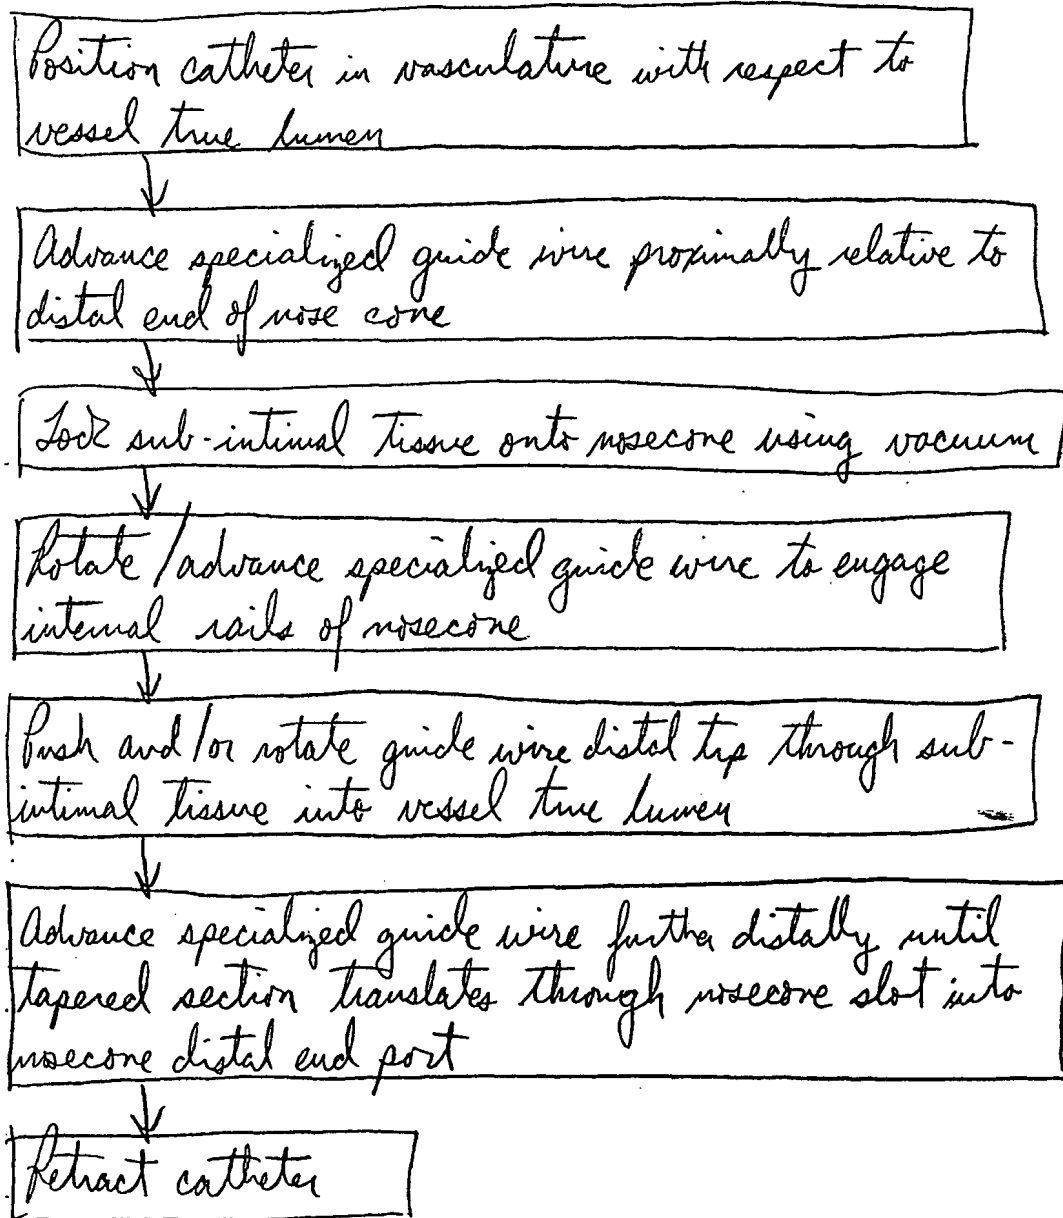 Position catheter in vasculature with respect to
vessel true lumen
Advance specialized guide wire proximally relative to
distal end of nose cone
Lock sub-intimal tissue onto nosecone using vacuum
Rotate/advance specialized guide wire to engage
internal rails of nosecone
Push and/or rotate guide wire distal tip through sub-
intimal tissue into vessel true lumen
Advance specialized guide wire further distally until
tapered section translates through nosecone slot into
nosecone distal end port
Retract catheter